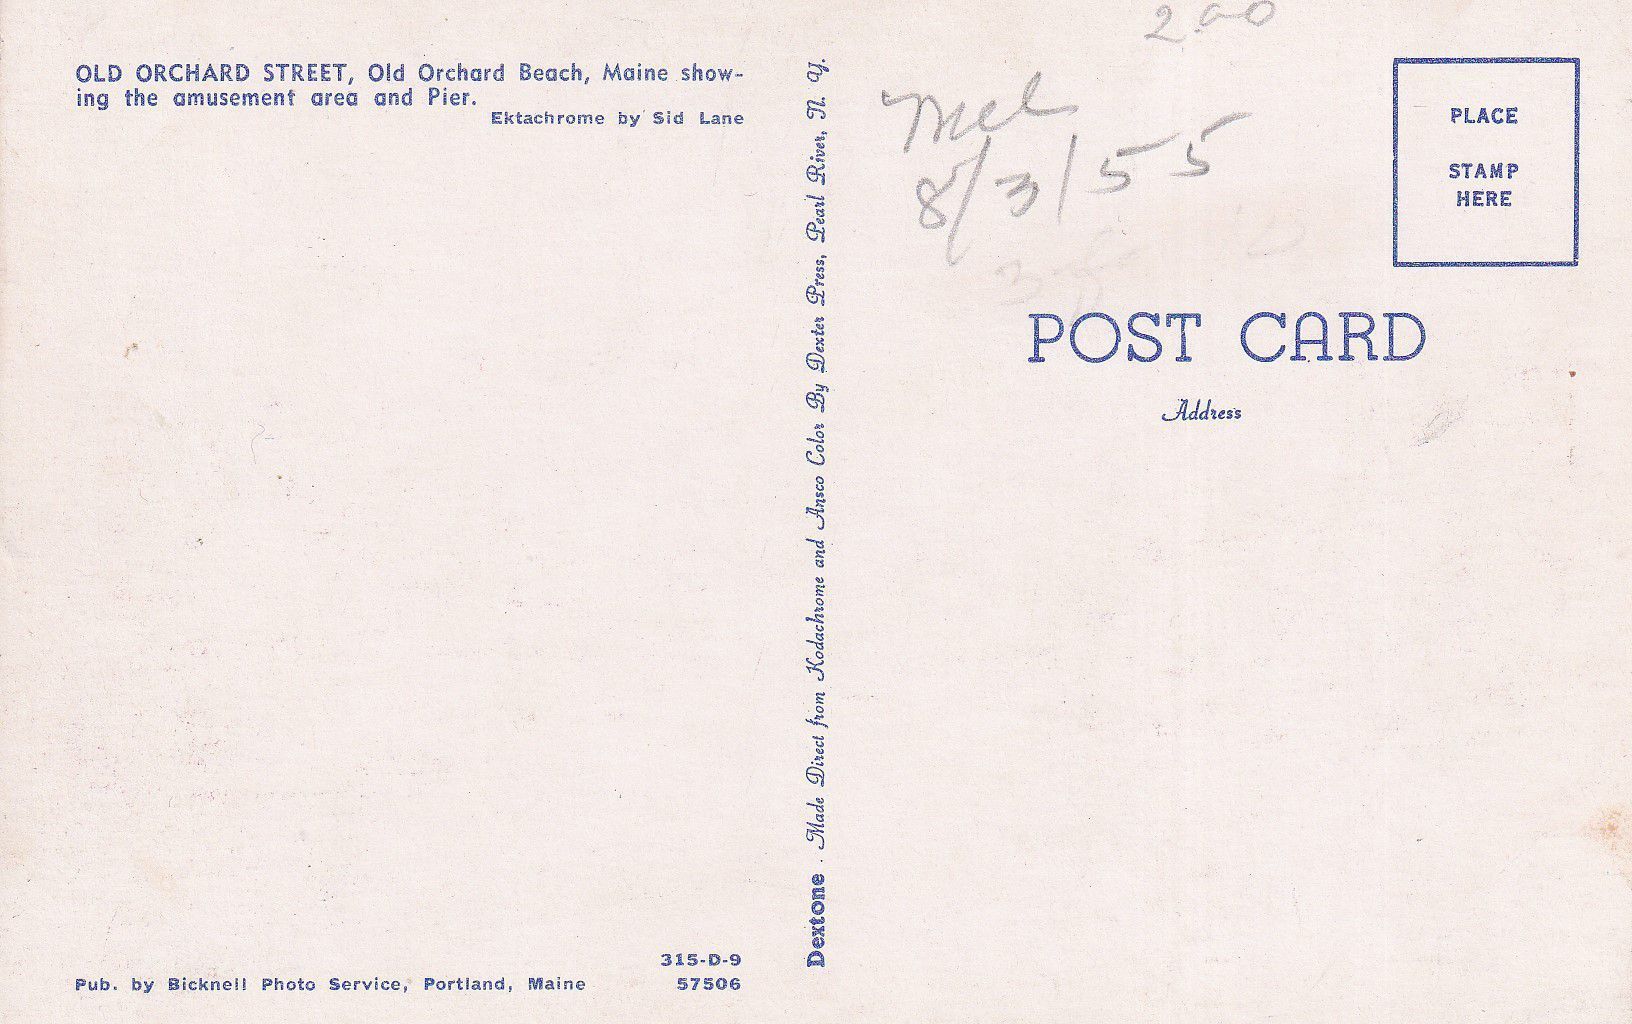 OLD ORCHARD STREET, Old Orchard Beach, Maine show-
ing the amusement area and Pier.
Ektachrome by Sid Lane
Dextone . Made Direct from Kodachrome and Ansco Color By Dexter Press, Pearl River, N. Y.
2.00
8/3/55
PLACE
STAMP
HERE
POST CARD
Address
315-D-9
Pub. by Bicknell Photo Service, Portland, Maine 57506